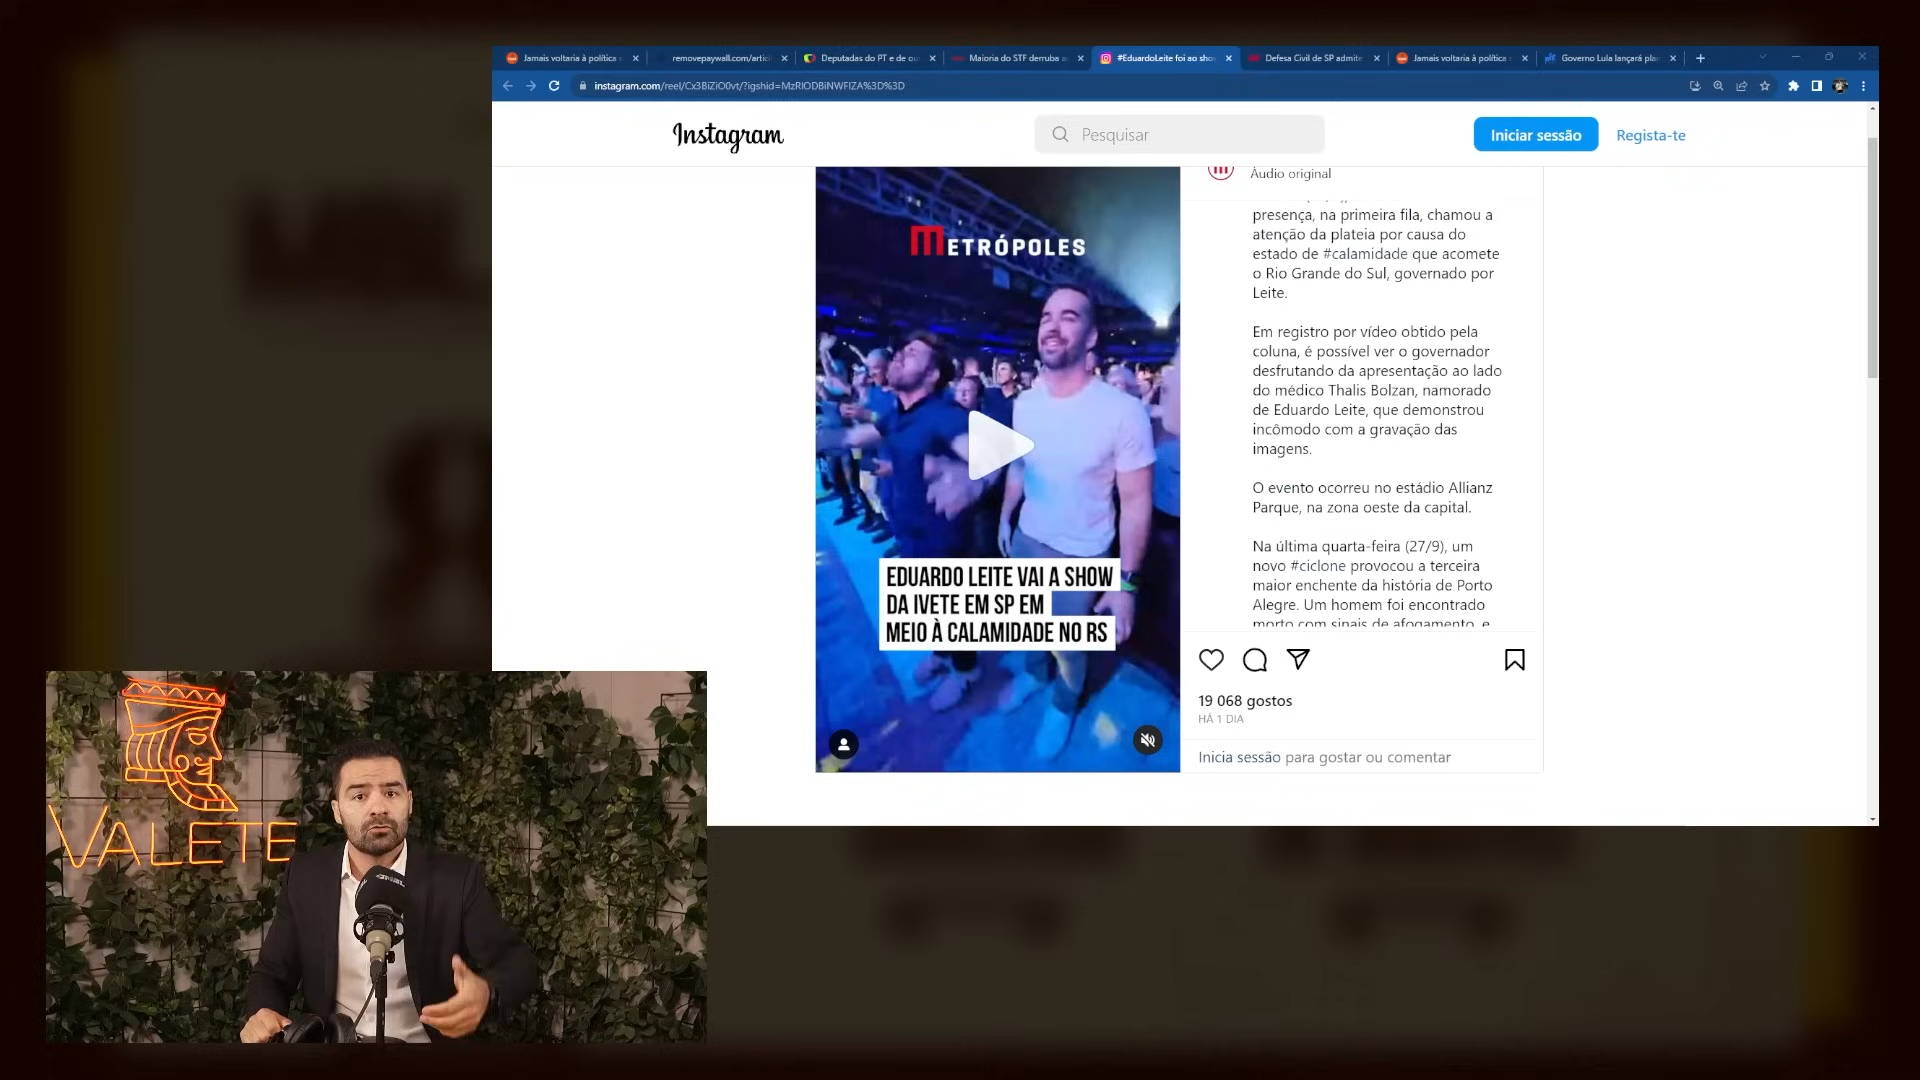 Jamais voltaria à política
removepaywall.com/artic
Deputadas do PT e de ou
Maioria do STF derruba
#EduardoLeite foi ao sho
Defesa Civil de SP admite
Jamais voltaria à política
Governo Lula lançará plan
instagram.com/reel/Cx3BiZiO0vt/?igshid=MzRlODBiNWFlZA%3D%3D
Instagram
Pesquisar
Iniciar sessão
Regista-te
Áudio original
presença, na primeira fila, chamou a
atenção da plateia por causa do
estado de #calamidade que acomete
o Rio Grande do Sul, governado por
Leite.
Em registro por vídeo obtido pela
coluna, é possível ver o governador
desfrutando da apresentação ao lado
do médico Thalis Bolzan, namorado
de Eduardo Leite, que demonstrou
incômodo com a gravação das
imagens.
O evento ocorreu no estádio Allianz
Parque, na zona oeste da capital.
Na última quarta-feira (27/9), um
novo #ciclone provocou a terceira
maior enchente da história de Porto
Alegre. Um homem foi encontrado
morto com sinais de afogamento, e
METRÓPOLES
EDUARDO LEITE VAI A SHOW
DA IVETE EM SP EM
MEIO À CALAMIDADE NO RS
19 068 gostos
HÁ 1 DIA
Inicia sessão para gostar ou comentar
VALETE